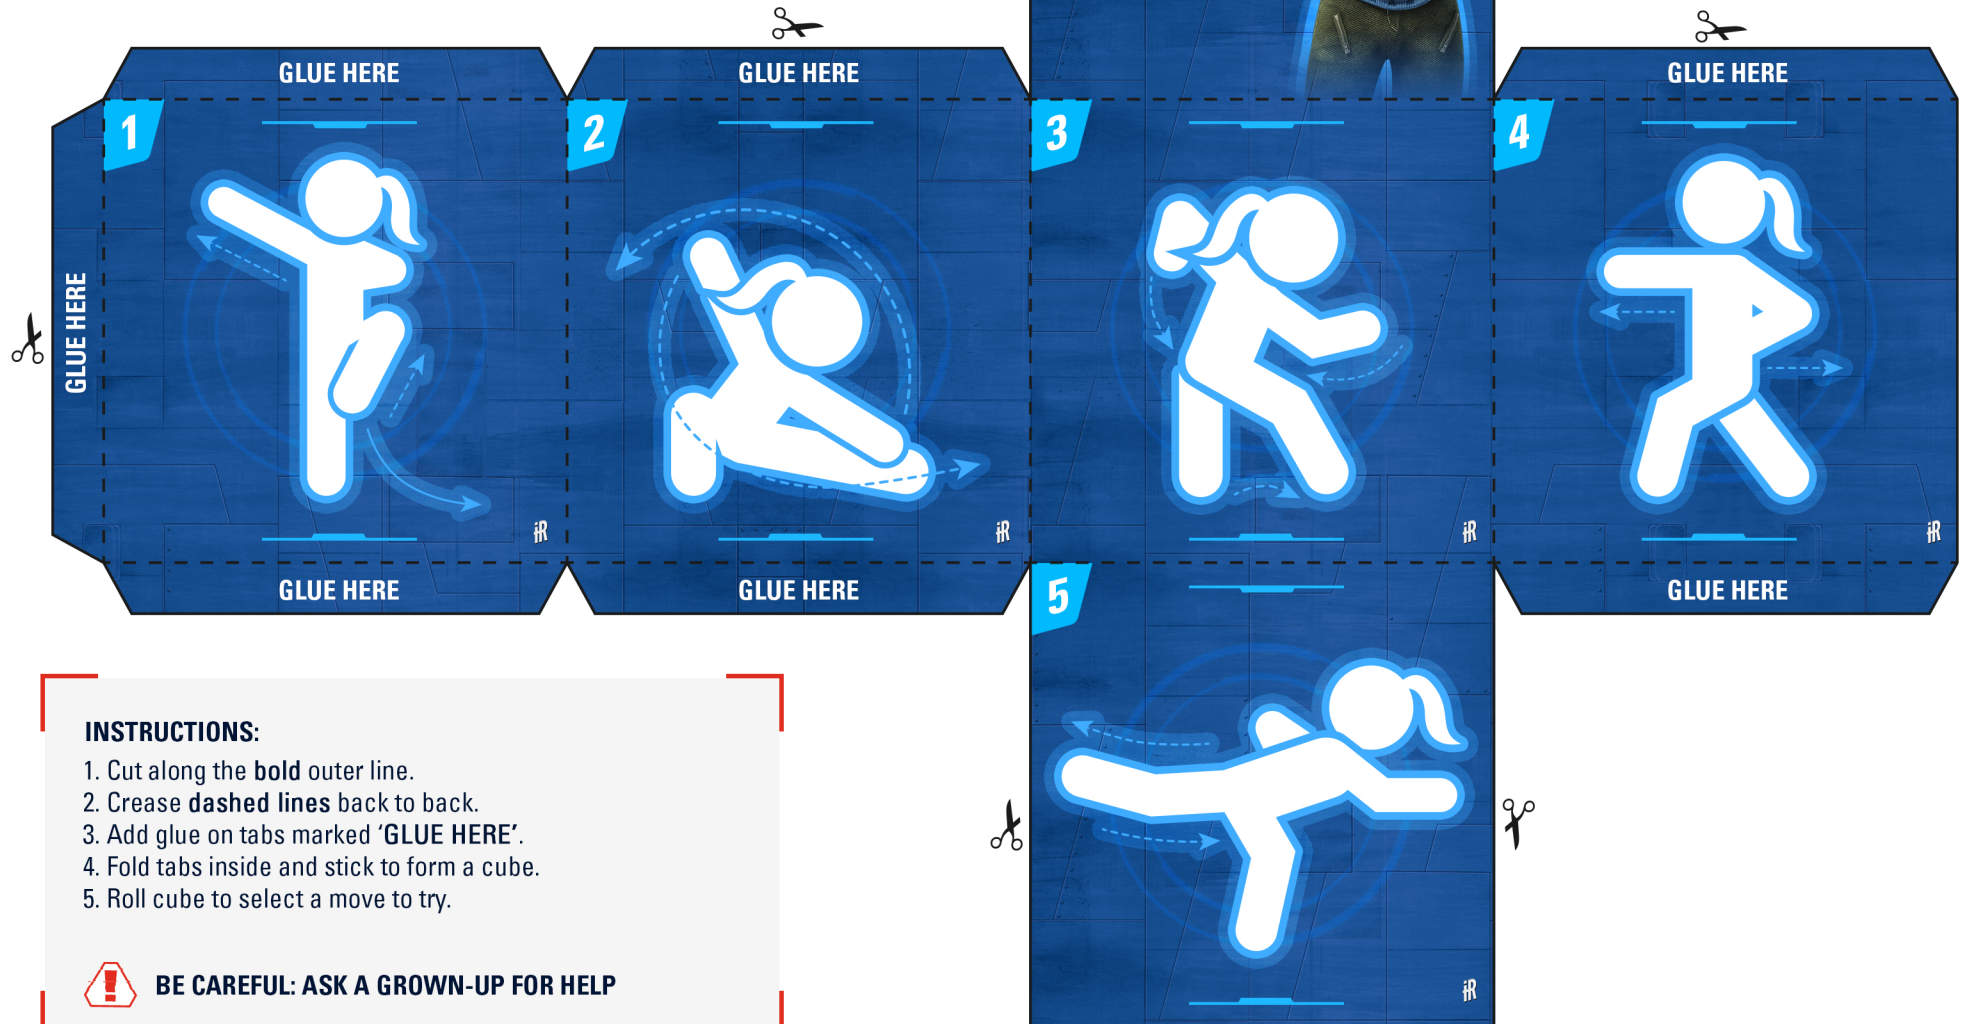 GLUE HERE
GLUE HERE
GLUE HERE
1
2
3
4
GLUE HERE
iR
iR
iR
iR
GLUE HERE
GLUE HERE
GLUE HERE
5
iR
INSTRUCTIONS:
1. Cut along the bold outer line.
2. Crease dashed lines back to back.
3. Add glue on tabs marked ‘GLUE HERE’.
4. Fold tabs inside and stick to form a cube.
5. Roll cube to select a move to try.
BE CAREFUL: ASK A GROWN-UP FOR HELP